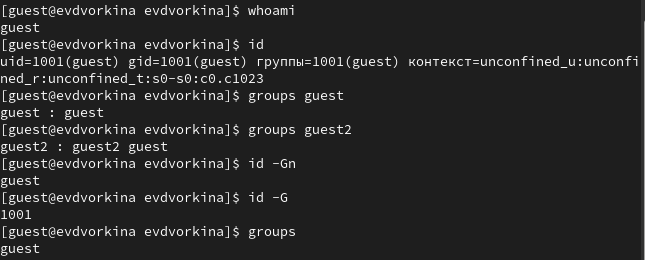 [guest@evdvorkina evdvorkina]$ whoami
guest
[guest@evdvorkina evdvorkina]$ id
uid=1001(guest) gid=1001(guest) группы=1001(guest) контекст=unconfined_u:unconfi
ned_r:unconfined_t:s0-s0:c0.c1023
[guest@evdvorkina evdvorkina]$ groups guest
guest : guest
[guest@evdvorkina evdvorkina]$ groups guest2
guest2 : guest2 guest
[guest@evdvorkina evdvorkina]$ id -Gn
guest
[guest@evdvorkina evdvorkina]$ id -G
1001
[guest@evdvorkina evdvorkina]$ groups
guest